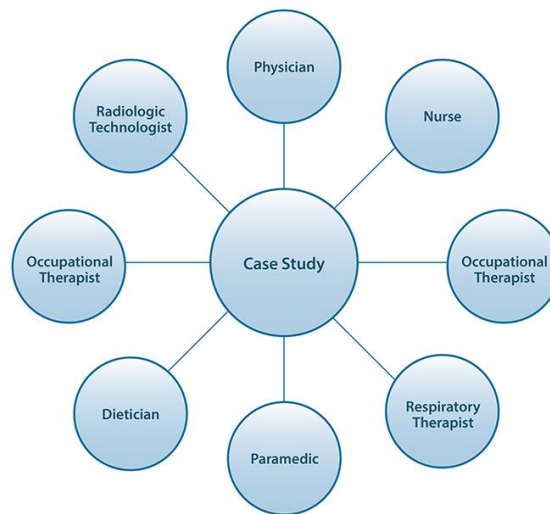 Physician
Radiologic
Technologist
Nurse
Occupational
Therapist
Case Study
Occupational
Therapist
Dietician
Respiratory
Therapist
Paramedic